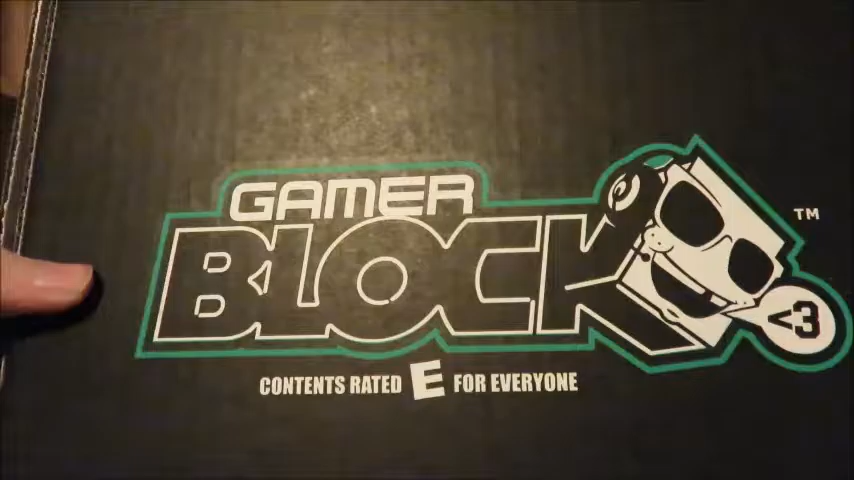 GAMER
BLOCK
TM
<3
CONTENTS RATED E FOR EVERYONE